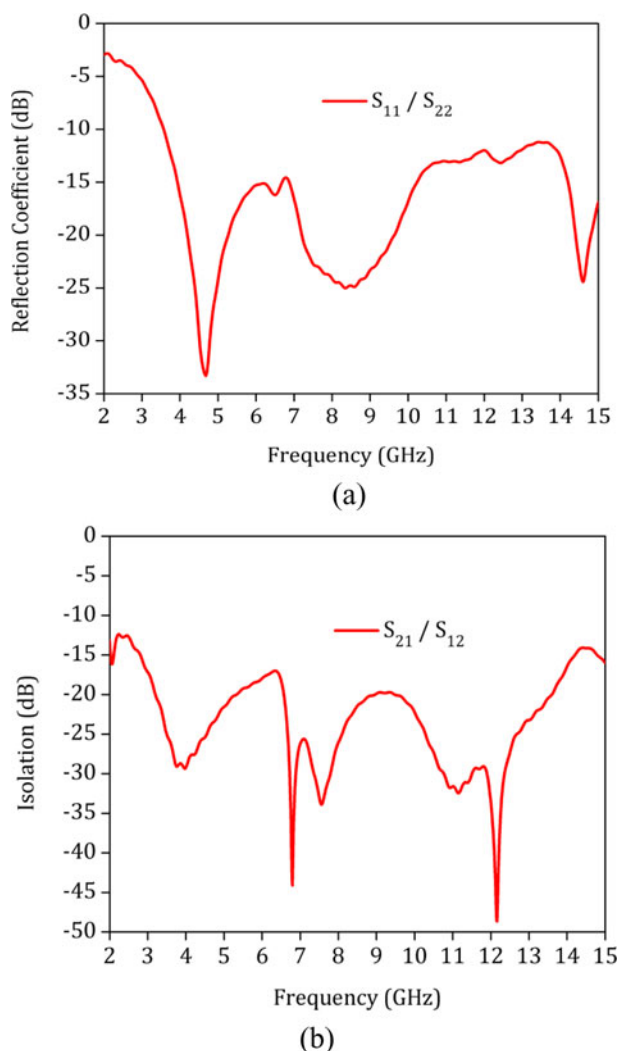 0
-5
-10
-15
-20
-25
-30
-35
Reflection Coefficient (dB)
S11 / S22
2 3 4 5 6 7 8 9 10 11 12 13 14 15
Frequency (GHz)
(a)
0
-5
-10
-15
-20
-25
-30
-35
-40
-45
-50
Isolation (dB)
S21 / S12
2 3 4 5 6 7 8 9 10 11 12 13 14 15
Frequency (GHz)
(b)